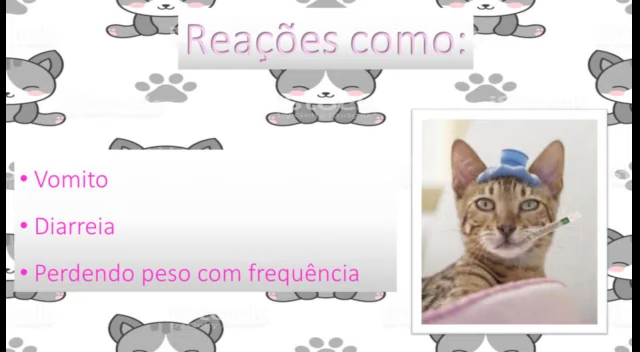 Reações como:
• Vomito
• Diarreia
• Perdendo peso com frequência